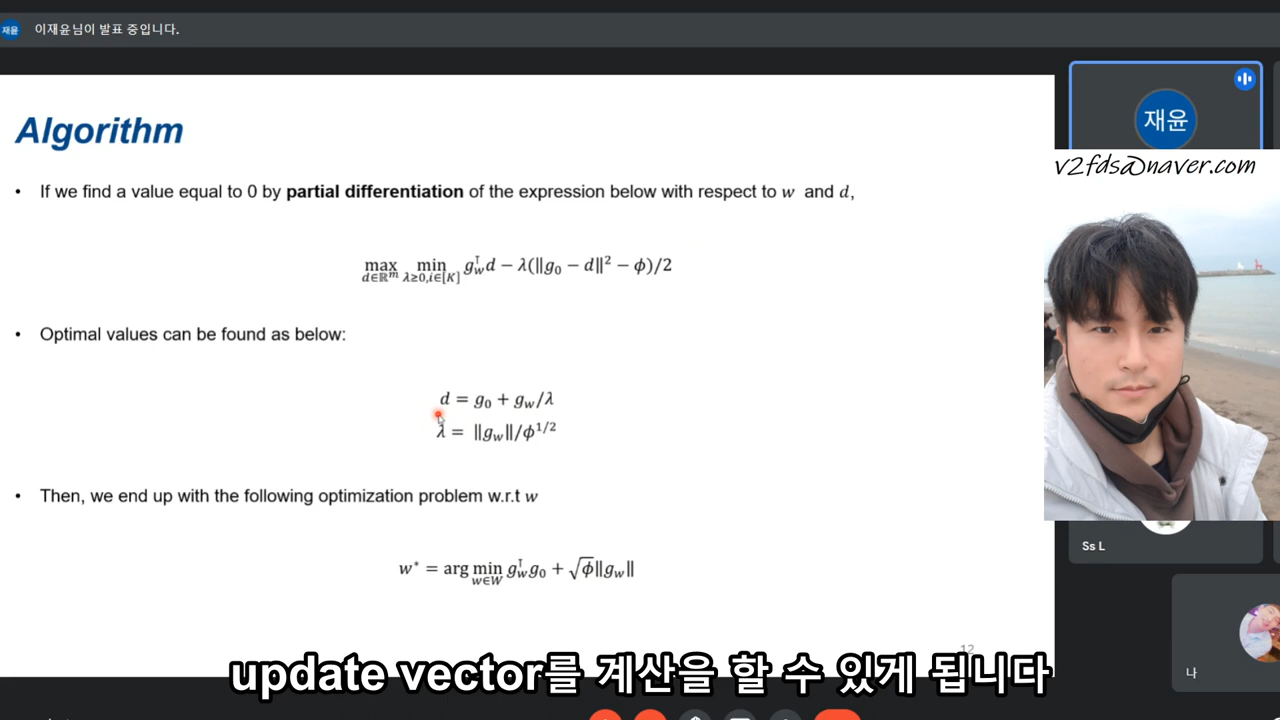 재윤 이재윤님이 발표 중입니다.
Algorithm
재윤
v2fds@naver.com
• If we find a value equal to 0 by partial differentiation of the expression below with respect to w and d,
max min g_w^⊺ d − λ(‖g_0 − d‖^2 − ϕ)/2
d∈ℝ^m λ≥0,i∈[K]
• Optimal values can be found as below:
d = g_0 + g_w/λ
λ = ‖g_w‖/ϕ^{1/2}
• Then, we end up with the following optimization problem w.r.t w
Ss L
w* = arg min g_w^⊺ g_0 + √ϕ‖g_w‖
w∈W
12
update vector를 계산을 할 수 있게 됩니다
나